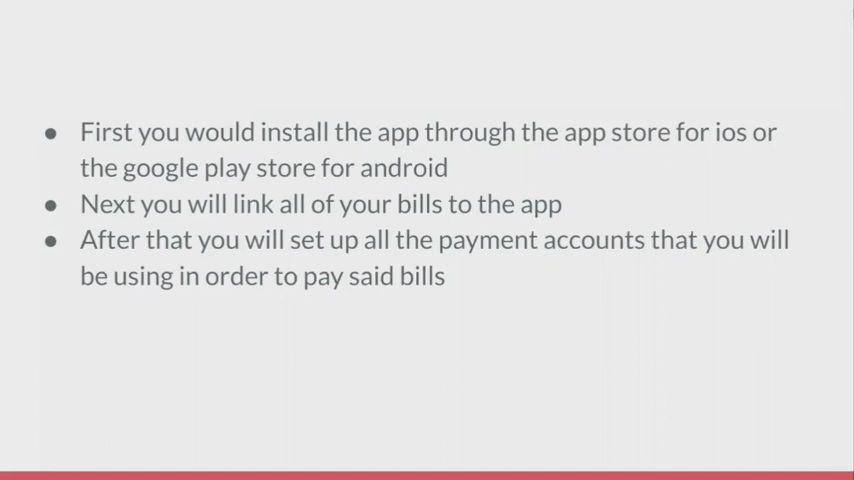 ● First you would install the app through the app store for ios or
the google play store for android
● Next you will link all of your bills to the app
● After that you will set up all the payment accounts that you will
be using in order to pay said bills